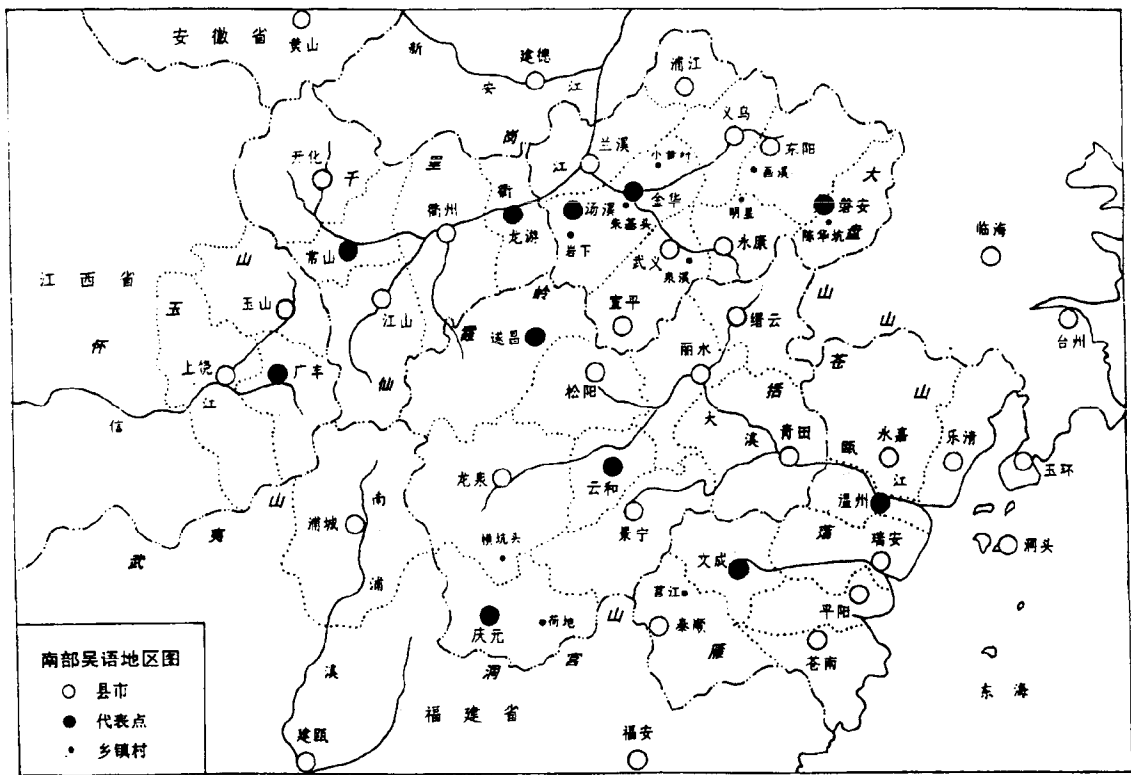 安徽省
黄山
新安江
建德
浦江
义乌
东阳
兰溪
画溪
大盘山
开化
千里岗
衢江
衢州
龙游
汤溪
金华
朱基头
明星
磐安
陈华坑
岩下
武义
泉溪
永康
临海
常山
江西省
怀玉山
玉山
江山
仙霞岭
遂昌
宣平
缙云
括苍山
台州
上饶
广丰
信江
松阳
丽水
大溪
青田
瓯江
永嘉
乐清
玉环
龙泉
云和
景宁
温州
洞头
武夷山
浦城
南浦溪
横坑头
文成
瑞安
莒江
平阳
庆元
荷地
泰顺
雁荡山
苍南
洞宫山
东海
福建省
建瓯
福安
南部吴语地区图
县市
代表点
乡镇村